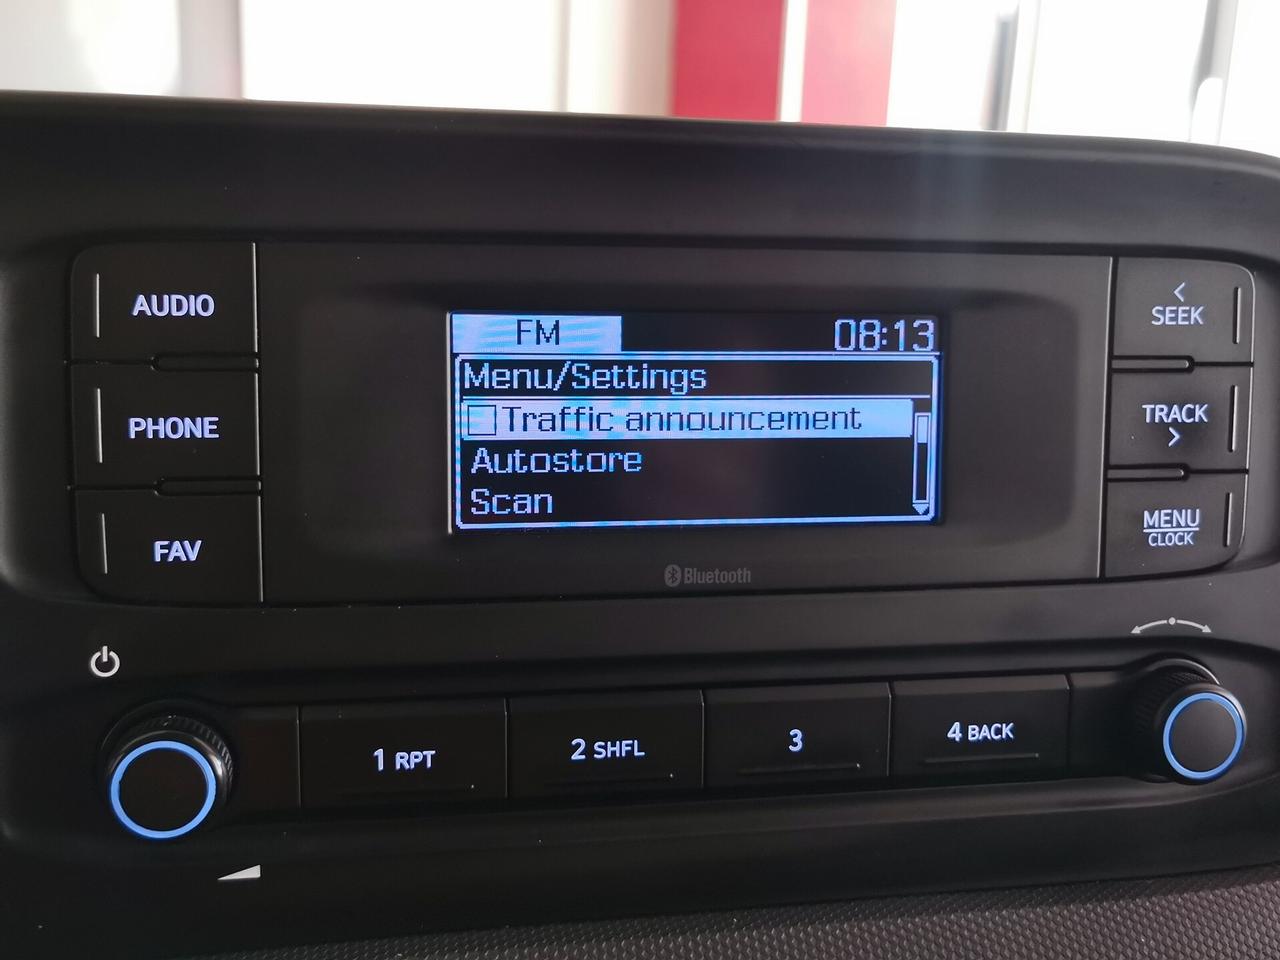 AUDIO
PHONE
FAV
FM 08:13
Menu/Settings
Traffic announcement
Autostore
Scan
Bluetooth
< SEEK
TRACK >
MENU
CLOCK
1 RPT
2 SHFL
3
4 BACK